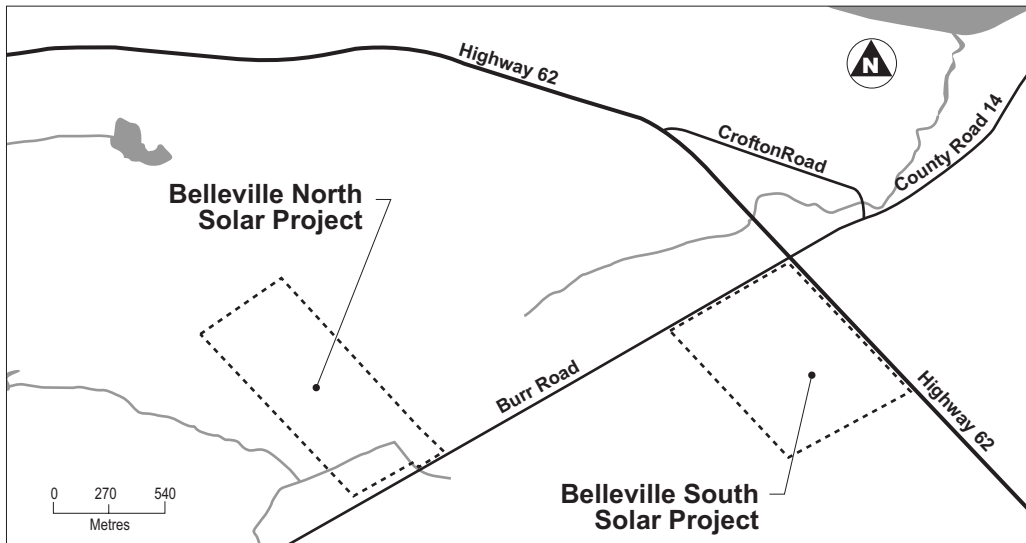 Highway 62
N
CroftonRoad
County Road 14
Belleville North
Solar Project
Burr Road
Highway 62
Belleville South
Solar Project
0 270 540
Metres